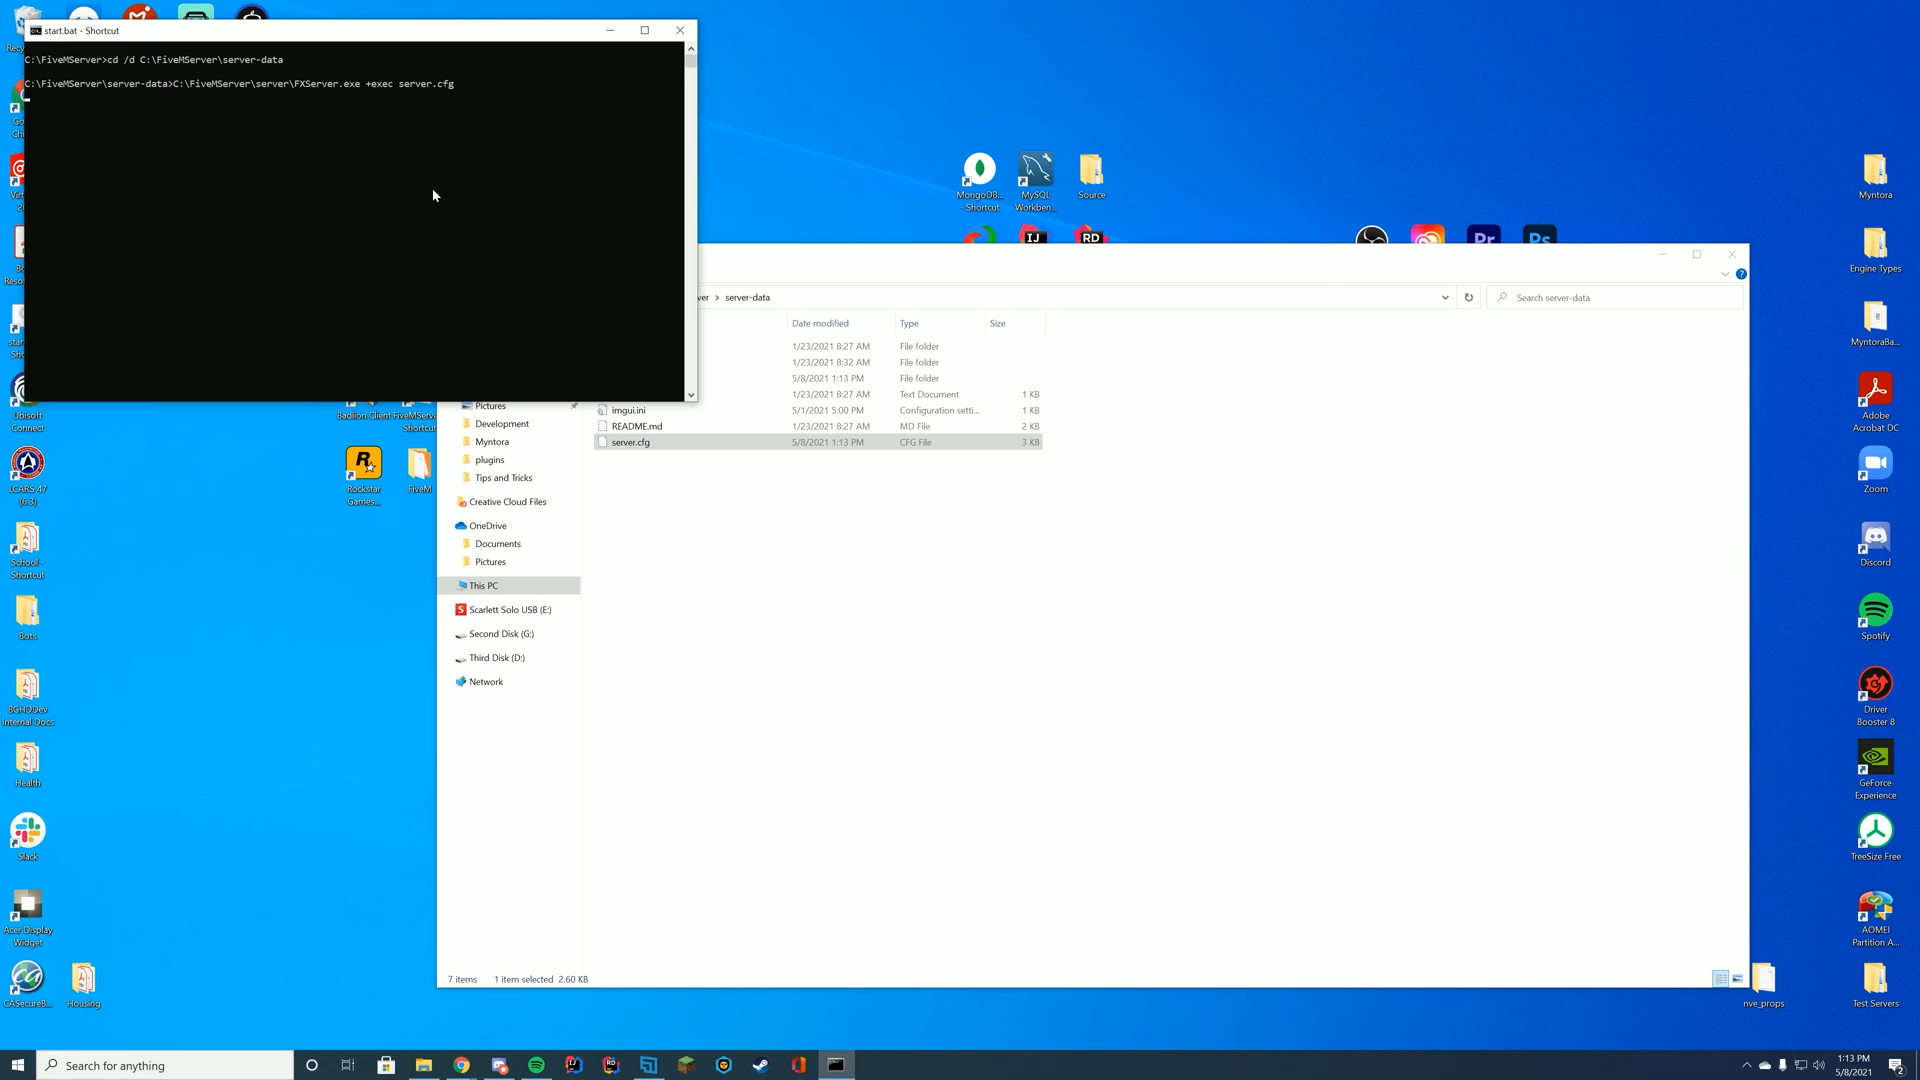 start.bat - Shortcut
C:\FiveMServer>cd /d C:\FiveMServer\server-data
C:\FiveMServer\server-data>C:\FiveMServer\server\FXServer.exe +exec server.cfg
MongoDB...
- Shortcut
MySQL
Workben...
Source
Myntora
IJ
RD
Pr
Ps
Engine Types
server-data
Search server-data
Date modified
Type
Size
1/23/2021 8:27 AM
File folder
1/23/2021 8:32 AM
File folder
5/8/2021 1:13 PM
File folder
1/23/2021 8:27 AM
Text Document
1 KB
imgui.ini
5/1/2021 5:00 PM
Configuration setti...
1 KB
README.md
1/23/2021 8:27 AM
MD File
2 KB
server.cfg
5/8/2021 1:13 PM
CFG File
3 KB
Pictures
Development
Myntora
plugins
Tips and Tricks
Creative Cloud Files
OneDrive
Documents
Pictures
This PC
Scarlett Solo USB (E:)
Second Disk (G:)
Third Disk (D:)
Network
7 items
1 item selected
2.60 KB
Ubisoft
Connect
Badlion Client
FiveMServe
Shortcut
LCARS 47
(6.3)
Rockstar
Games...
FiveM
School -
Shortcut
Bots
BGHDDev
Internal Docs
Health
Slack
Acer Display
Widget
CASecureB...
Housing
MyntoraBa...
Adobe
Acrobat DC
Zoom
Discord
Spotify
Driver
Booster 8
GeForce
Experience
TreeSize Free
AOMEI
Partition A...
nve_props
Test Servers
Search for anything
1:13 PM
5/8/2021
2